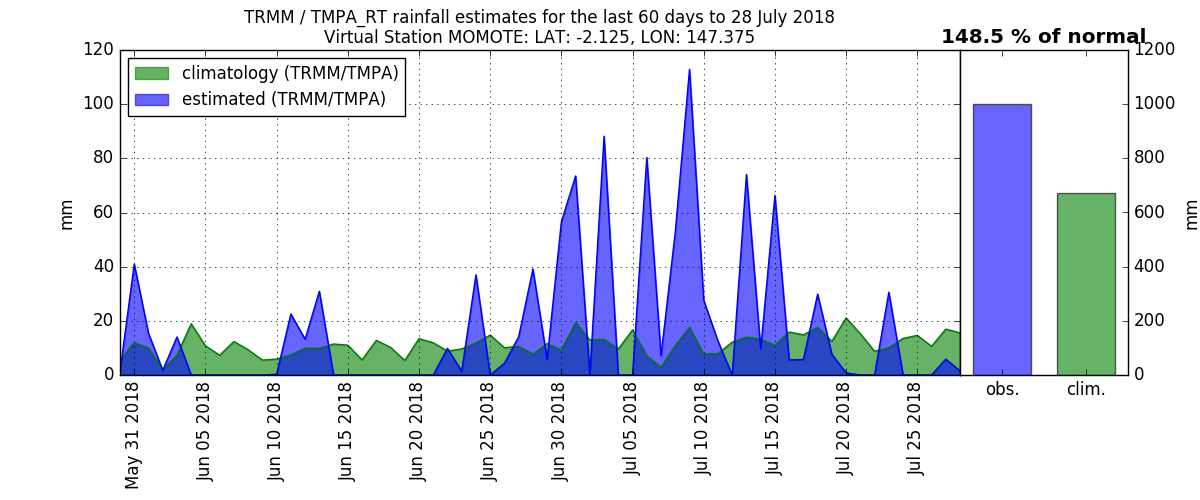 TRMM / TMPA_RT rainfall estimates for the last 60 days to 28 July 2018
Virtual Station MOMOTE: LAT: -2.125, LON: 147.375
148.5 % of normal
climatology (TRMM/TMPA)
estimated (TRMM/TMPA)
mm
120
100
80
60
40
20
0
May 31 2018
Jun 05 2018
Jun 10 2018
Jun 15 2018
Jun 20 2018
Jun 25 2018
Jun 30 2018
Jul 05 2018
Jul 10 2018
Jul 15 2018
Jul 20 2018
Jul 25 2018
obs.
clim.
1200
1000
800
600
400
200
0
mm